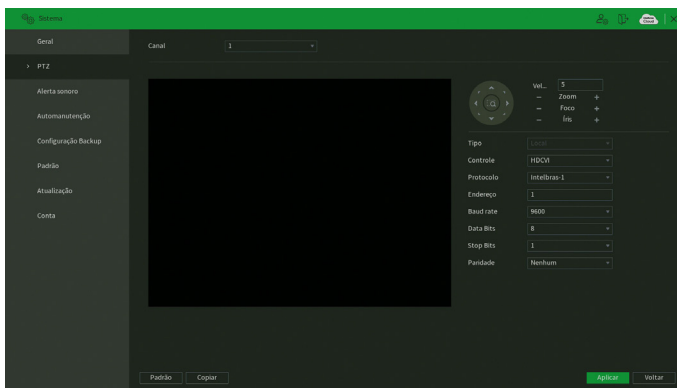 Sistema
Geral
PTZ
Alerta sonoro
Automanutenção
Configuração Backup
Padrão
Atualização
Conta
Canal 1
Vel... 5
− Zoom +
− Foco +
− Íris +
Tipo Local
Controle HDCVI
Protocolo Intelbras-1
Endereço 1
Baud rate 9600
Data Bits 8
Stop Bits 1
Paridade Nenhum
Padrão Copiar Aplicar Voltar